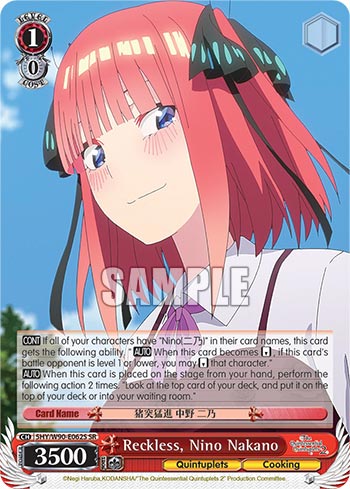 LEVEL
1
0
COST
SAMPLE
CONT If all of your characters have "Nino(二乃)" in their card names, this card
gets the following ability. "AUTO When this card becomes, if this card's
battle opponent is level 1 or lower, you may that character."
AUTO When this card is placed on the stage from your hand, perform the
following action 2 times. "Look at the top card of your deck, and put it on the
top of your deck or into your waiting room."
Card Name 猪突猛進 中野 二乃
CH 5HY/W90-E062S SR
3500
Reckless, Nino Nakano
Quintuplets Cooking
©Negi Haruba,KODANSHA/"The Quintessential Quintuplets 2" Production Committee.